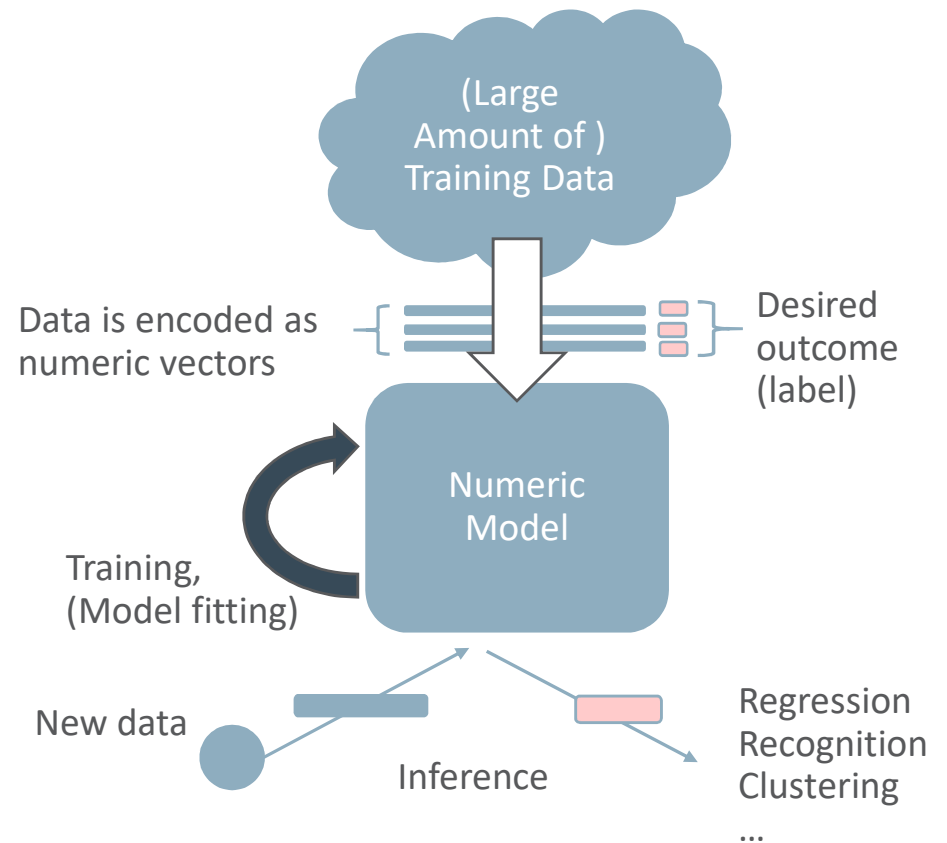 (Large
Amount of )
Training Data
Data is encoded as
numeric vectors
Desired
outcome
(label)
Numeric
Model
Training,
(Model fitting)
New data
Inference
Regression
Recognition
Clustering
...